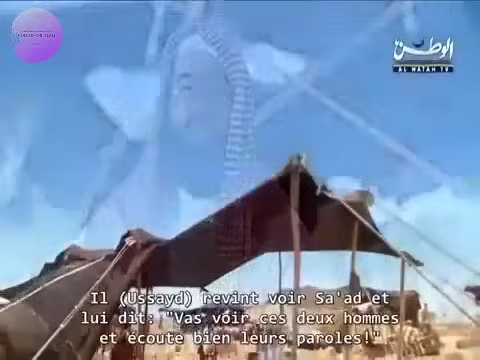 الوطن
AL WATAN TV
Il (Ussayd) revint voir Sa'ad et
lui dit: "Vas voir ces deux hommes
et écoute bien leurs paroles!".